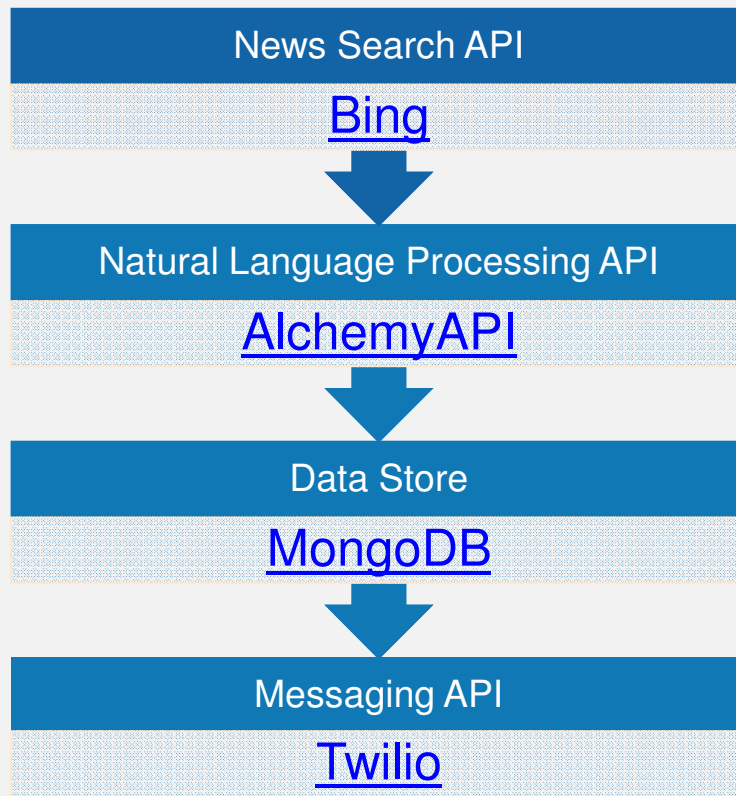 News Search API
Bing
Natural Language Processing API
AlchemyAPI
Data Store
MongoDB
Messaging API
Twilio